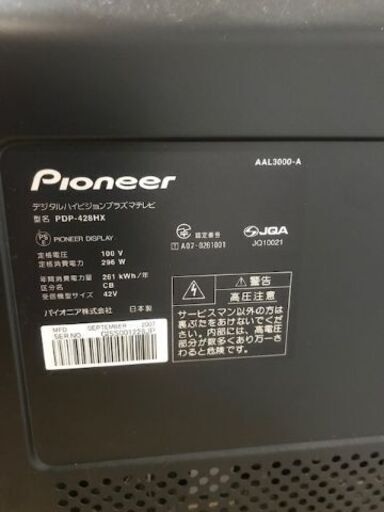 AAL3000-A
Pioneer
デジタルハイビジョンプラズマテレビ
型名 PDP-428HX
PS E PIONEER DISPLAY
認定番号
T A07-0261001
JQA
JQ10021
定格電圧 100 V
定格消費電力 296 W
年間消費電力量 261 kWh/年
区分名 CB
受信機型サイズ 42V
パイオニア株式会社 日本製
MFD SEPTEMBER 2007
SER.NO.
警告
高圧注意
サービスマン以外の方は
裏ぶたをあけないでくだ
さい。内部には、高電圧
部分が数多くあり万一さ
わると危険です。